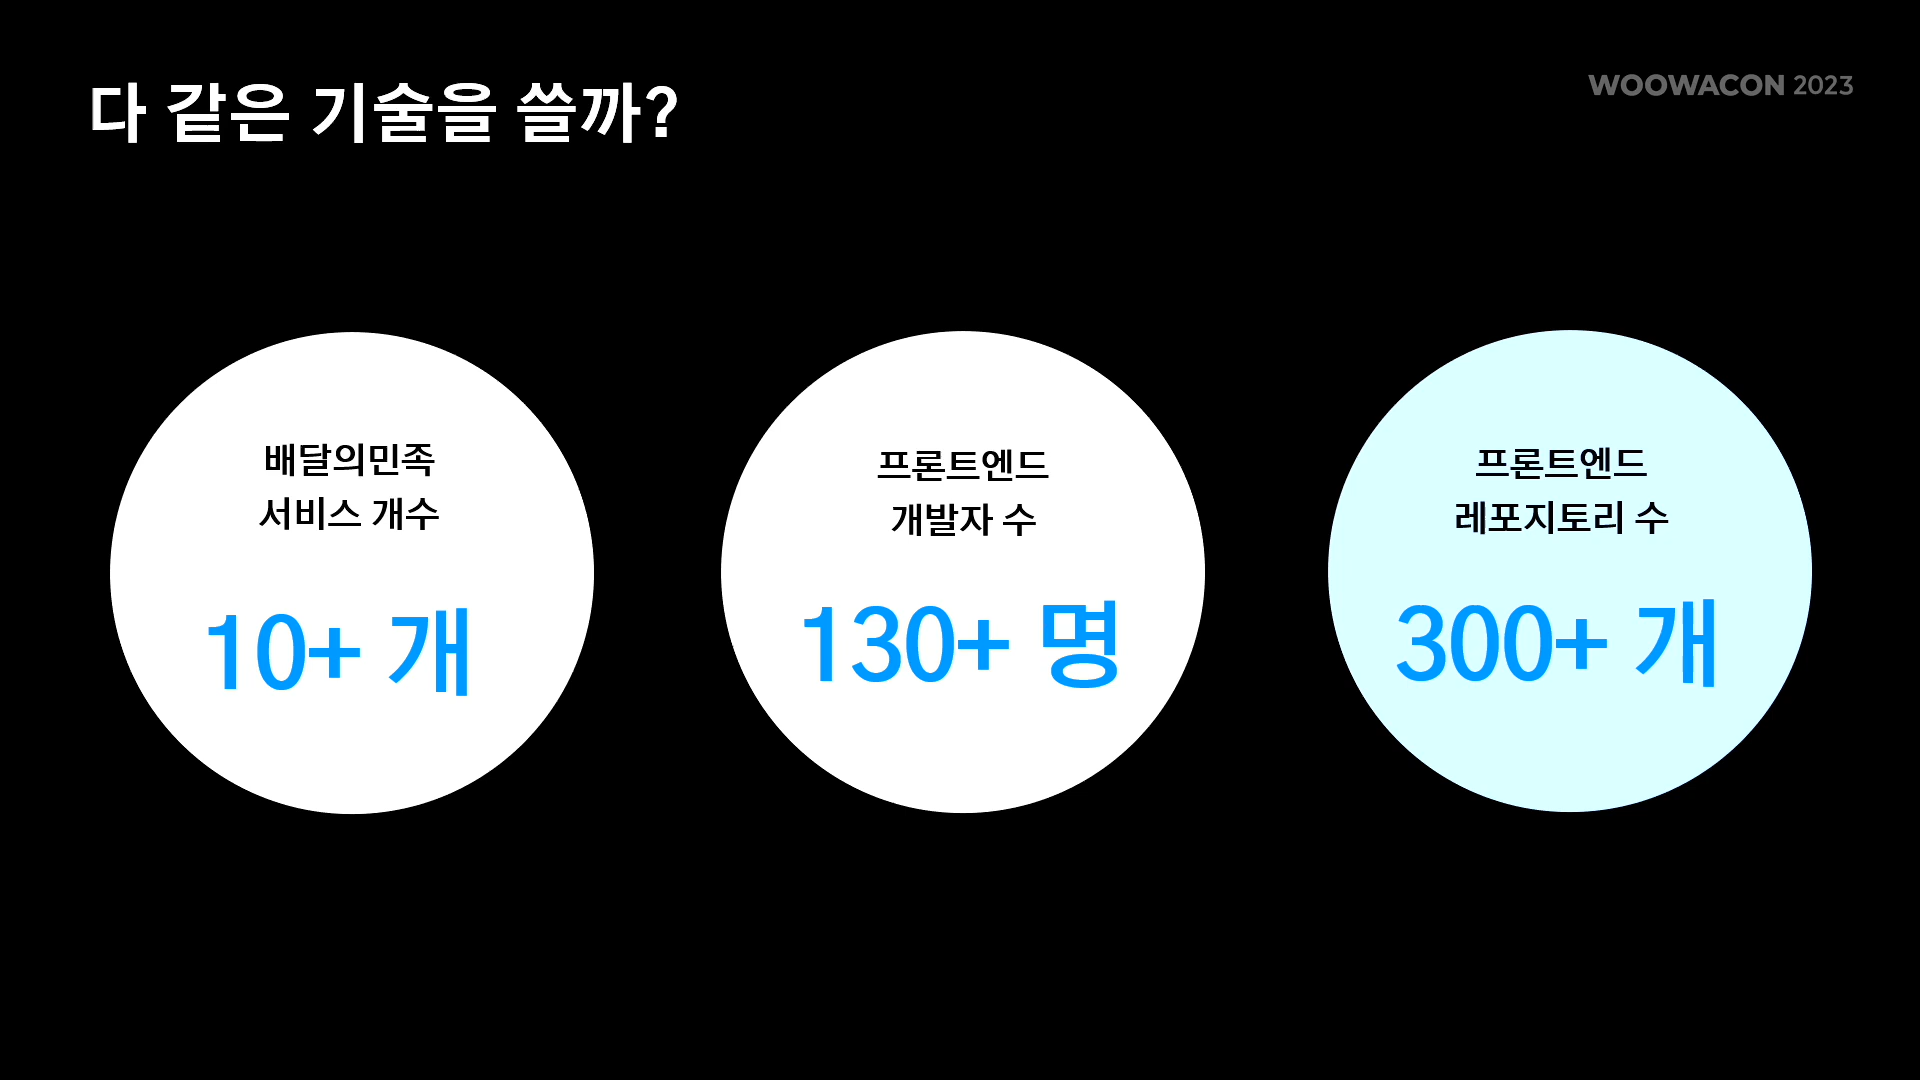 다 같은 기술을 쓸까?
WOOWACON 2023
배달의민족
서비스 개수
10+ 개
프론트엔드
개발자 수
130+ 명
프론트엔드
레포지토리 수
300+ 개